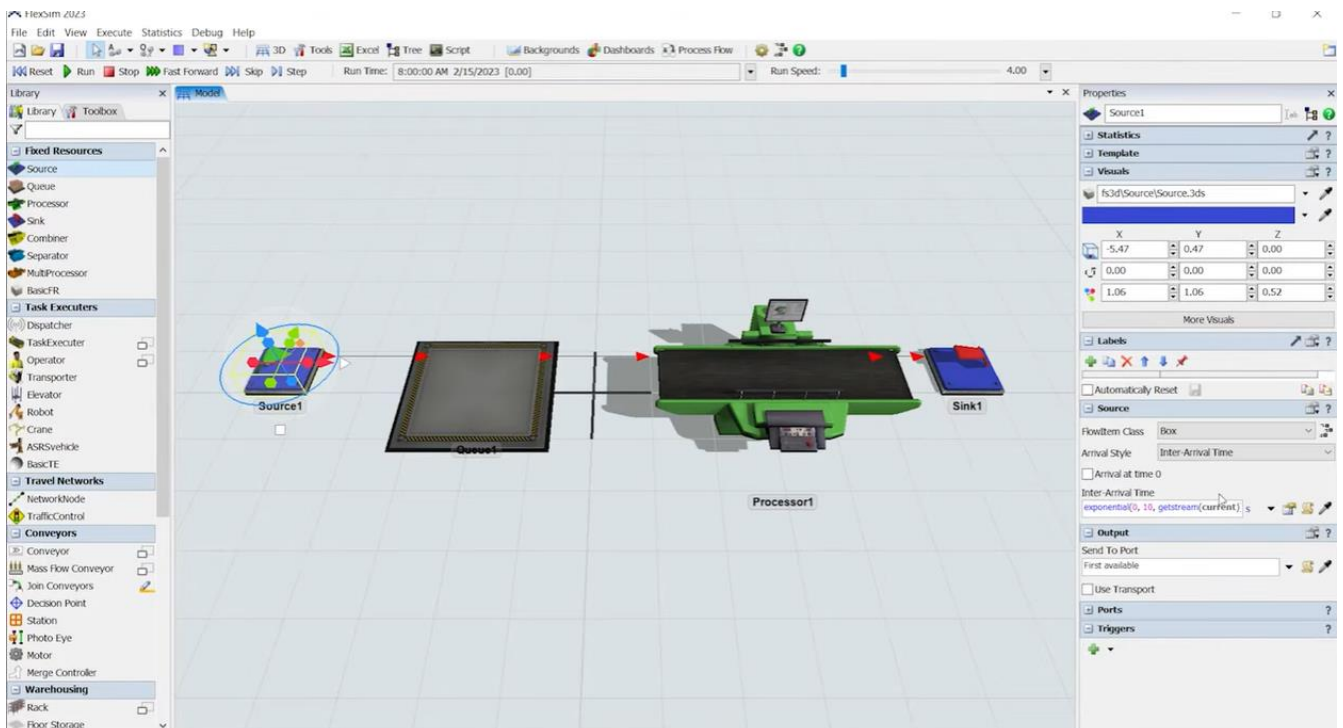 FlexSim 2023
File Edit View Execute Statistics Debug Help
3D Tools Excel Tree Script Backgrounds Dashboards Process Flow
Reset Run Stop Fast Forward Skip Step Run Time: 8:00:00 AM 2/15/2023 [0.00] Run Speed: 4.00
Library
Library Toolbox
Fixed Resources
Source
Queue
Processor
Sink
Combiner
Separator
MultiProcessor
BasicFR
Task Executers
Dispatcher
TaskExecuter
Operator
Transporter
Elevator
Robot
Crane
ASRSvehicle
BasicTE
Travel Networks
NetworkNode
TrafficControl
Conveyors
Conveyor
Mass Flow Conveyor
Join Conveyors
Decision Point
Station
Photo Eye
Motor
Merge Controller
Warehousing
Rack
Floor Storage
Model
Source1
Queue1
Processor1
Sink1
Properties
Source1
Statistics
Template
Visuals
fs3d\Source\Source.3ds
X Y Z
-5.47 0.47 0.00
0.00 0.00 0.00
1.06 1.06 0.52
More Visuals
Labels
Automatically Reset
Source
FlowItem Class Box
Arrival Style Inter-Arrival Time
Arrival at time 0
Inter-Arrival Time
exponential(0, 10, getstream(current) s
Output
Send To Port
First available
Use Transport
Ports
Triggers